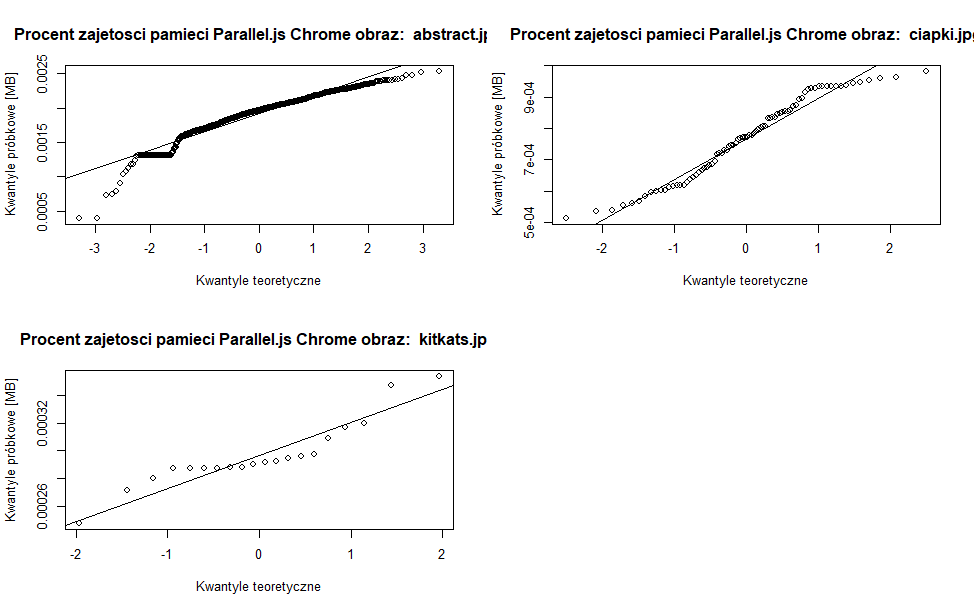 Procent zajetosci pamieci Parallel.js Chrome obraz: abstract.jp
Kwantyle próbkowe [MB]
0.0005 0.0015 0.0025
-3 -2 -1 0 1 2 3
Kwantyle teoretyczne
Procent zajetosci pamieci Parallel.js Chrome obraz: ciapki.jpg
Kwantyle próbkowe [MB]
5e-04 7e-04 9e-04
-2 -1 0 1 2
Kwantyle teoretyczne
Procent zajetosci pamieci Parallel.js Chrome obraz: kitkats.jp
Kwantyle próbkowe [MB]
0.00026 0.00032
-2 -1 0 1 2
Kwantyle teoretyczne